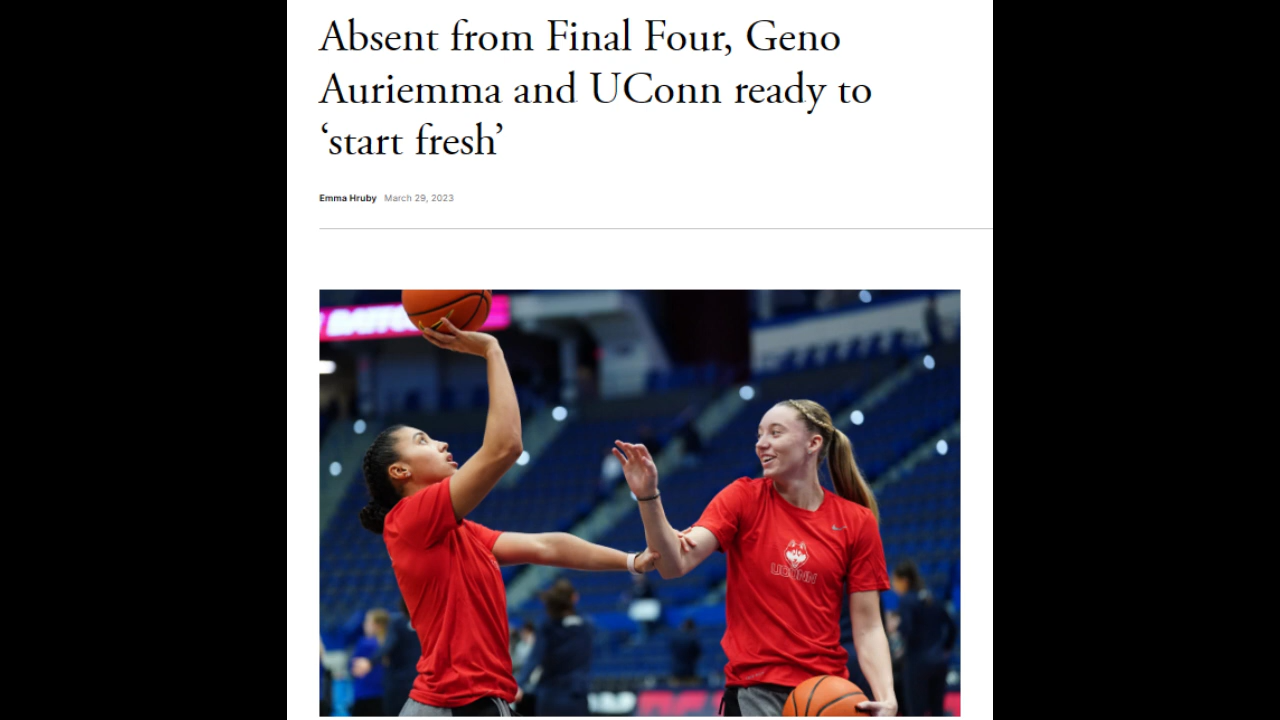 Absent from Final Four, Geno
Auriemma and UConn ready to
‘start fresh’
Emma Hruby March 29, 2023
UCONN